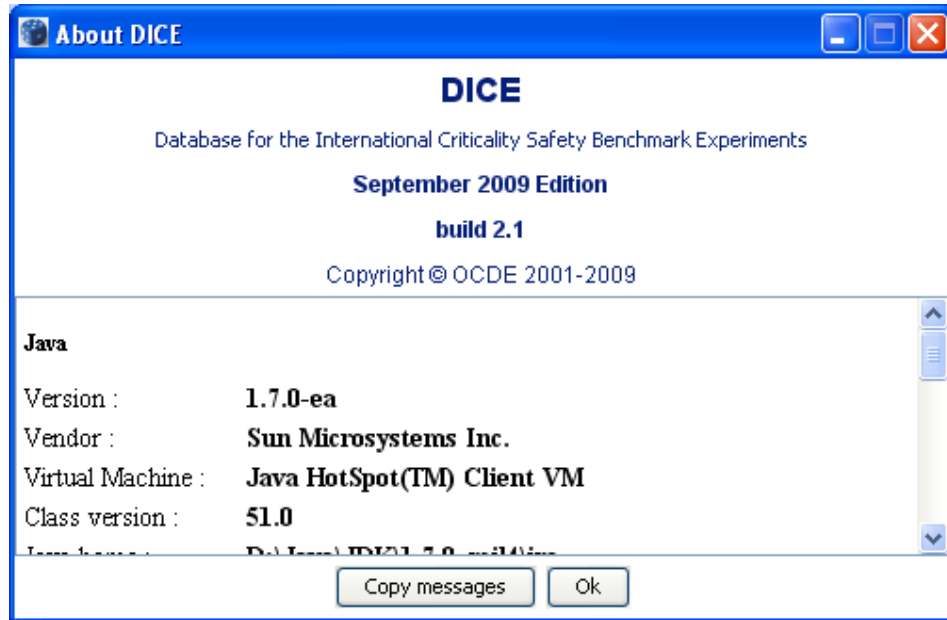 About DICE
DICE
Database for the International Criticality Safety Benchmark Experiments
September 2009 Edition
build 2.1
Copyright © OCDE 2001-2009
Java
Version : 1.7.0-ea
Vendor : Sun Microsystems Inc.
Virtual Machine : Java HotSpot(TM) Client VM
Class version : 51.0
Copy messages Ok